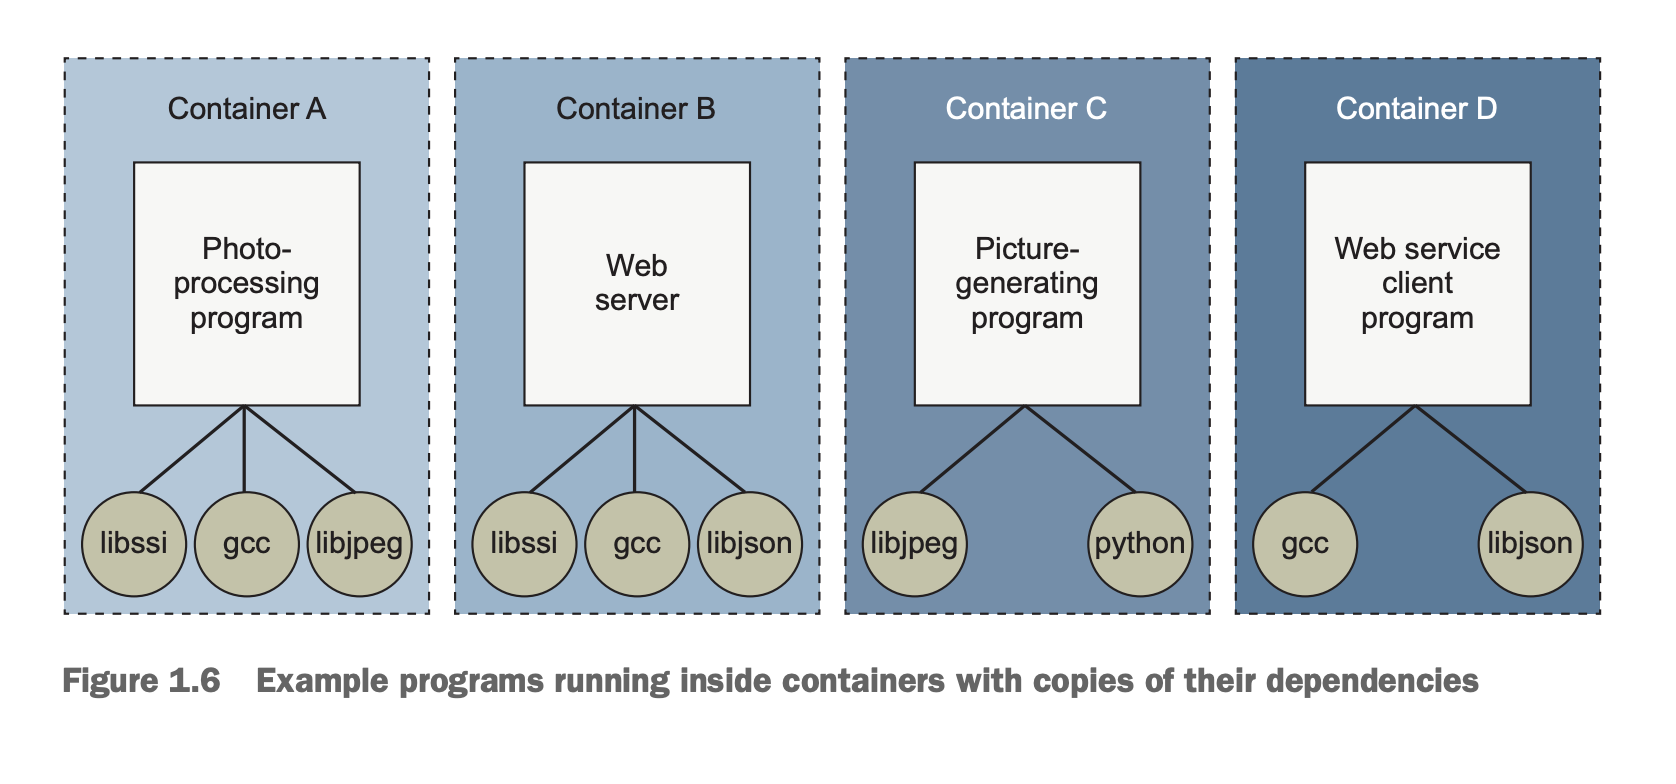 Container A
Photo-
processing
program
libssi
gcc
libjpeg
Container B
Web
server
libssi
gcc
libjson
Container C
Picture-
generating
program
libjpeg
python
Container D
Web service
client
program
gcc
libjson
Figure 1.6 Example programs running inside containers with copies of their dependencies